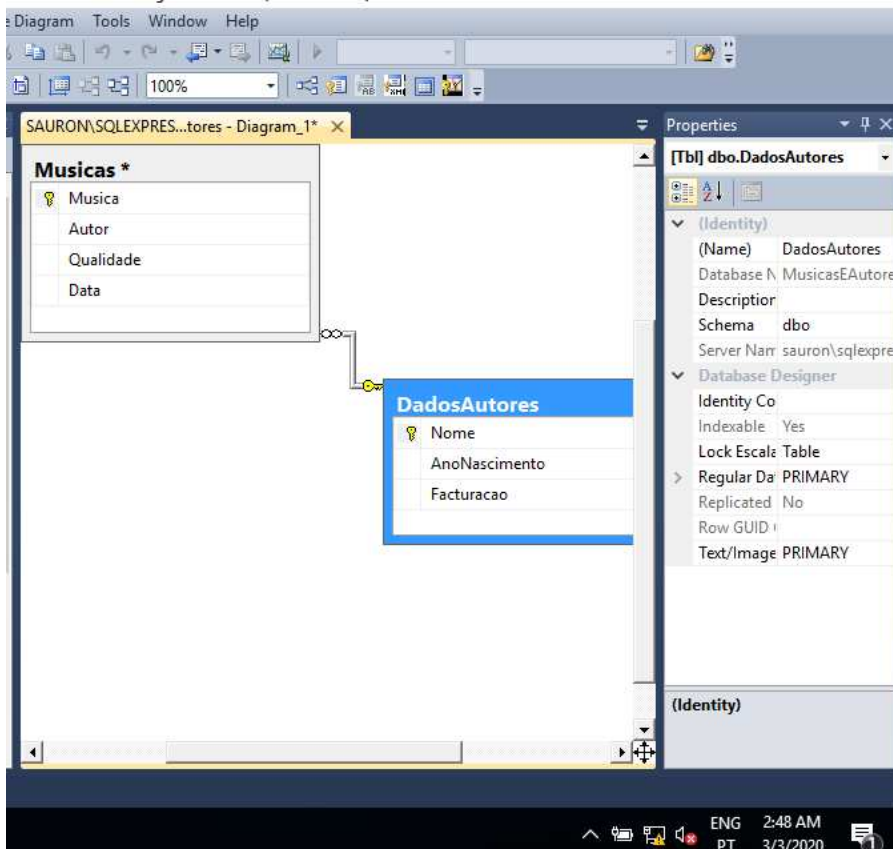 Diagram Tools Window Help
100%
SAURON\SQLEXPRES...tores - Diagram_1*
Musicas *
Musica
Autor
Qualidade
Data
DadosAutores
Nome
AnoNascimento
Facturacao
Properties
[Tbl] dbo.DadosAutores
(Identity)
(Name) DadosAutores
Database N MusicasEAutore
Description
Schema dbo
Server Nam sauron\sqlexpre
Database Designer
Identity Co
Indexable Yes
Lock Escala Table
Regular Da PRIMARY
Replicated No
Row GUID
Text/Image PRIMARY
(Identity)
ENG 2:48 AM
PT 3/3/2020
1